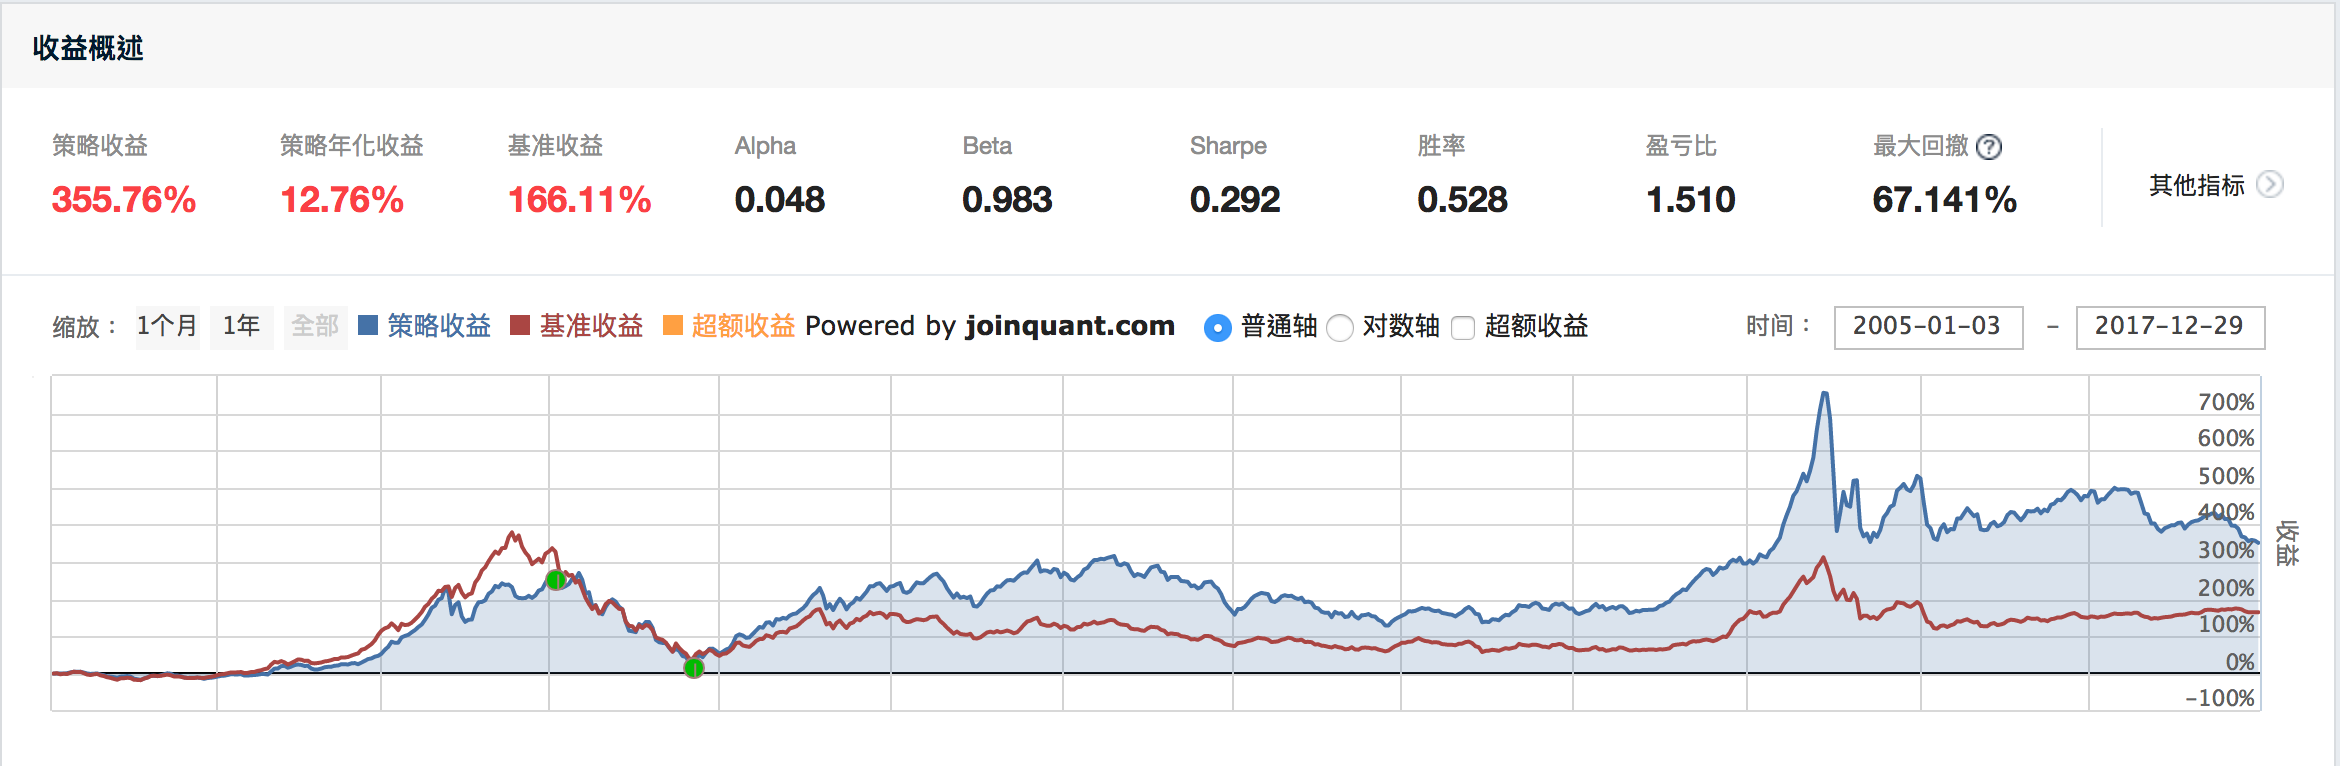 收益概述
策略收益 策略年化收益 基准收益 Alpha Beta Sharpe 胜率 盈亏比 最大回撤 ?
355.76% 12.76% 166.11% 0.048 0.983 0.292 0.528 1.510 67.141%
其他指标
缩放： 1个月 1年 全部 策略收益 基准收益 超额收益 Powered by joinquant.com 普通轴 对数轴 超额收益 时间： 2005-01-03 - 2017-12-29
700%
600%
500%
400%
300%
200%
100%
0%
-100%
收益